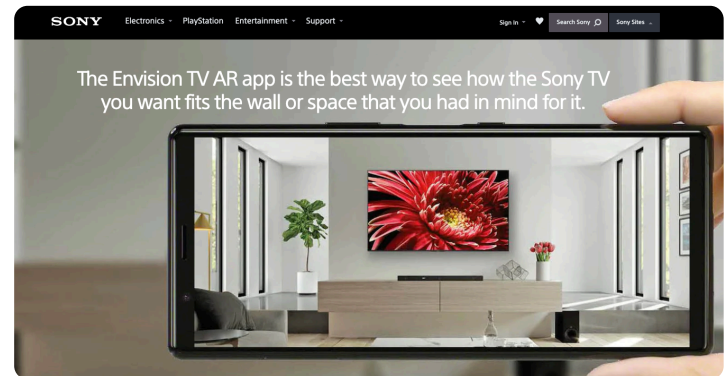 SONY
Electronics PlayStation Entertainment Support Sign In Search Sony Sony Sites
The Envision TV AR app is the best way to see how the Sony TV
you want fits the wall or space that you had in mind for it.